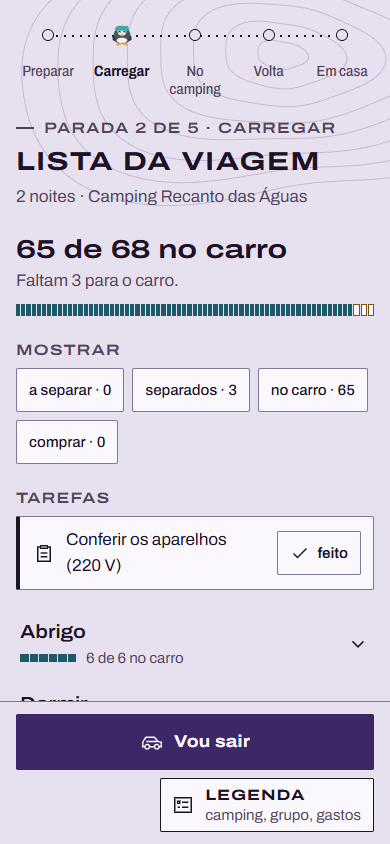 Preparar
Carregar
No
camping
Volta
Em casa
PARADA 2 DE 5 · CARREGAR
LISTA DA VIAGEM
2 noites · Camping Recanto das Águas
65 de 68 no carro
Faltam 3 para o carro.
MOSTRAR
a separar · 0
separados · 3
no carro · 65
comprar · 0
TAREFAS
Conferir os aparelhos
(220 V)
feito
Abrigo
6 de 6 no carro
Dormir
Vou sair
LEGENDA
camping, grupo, gastos